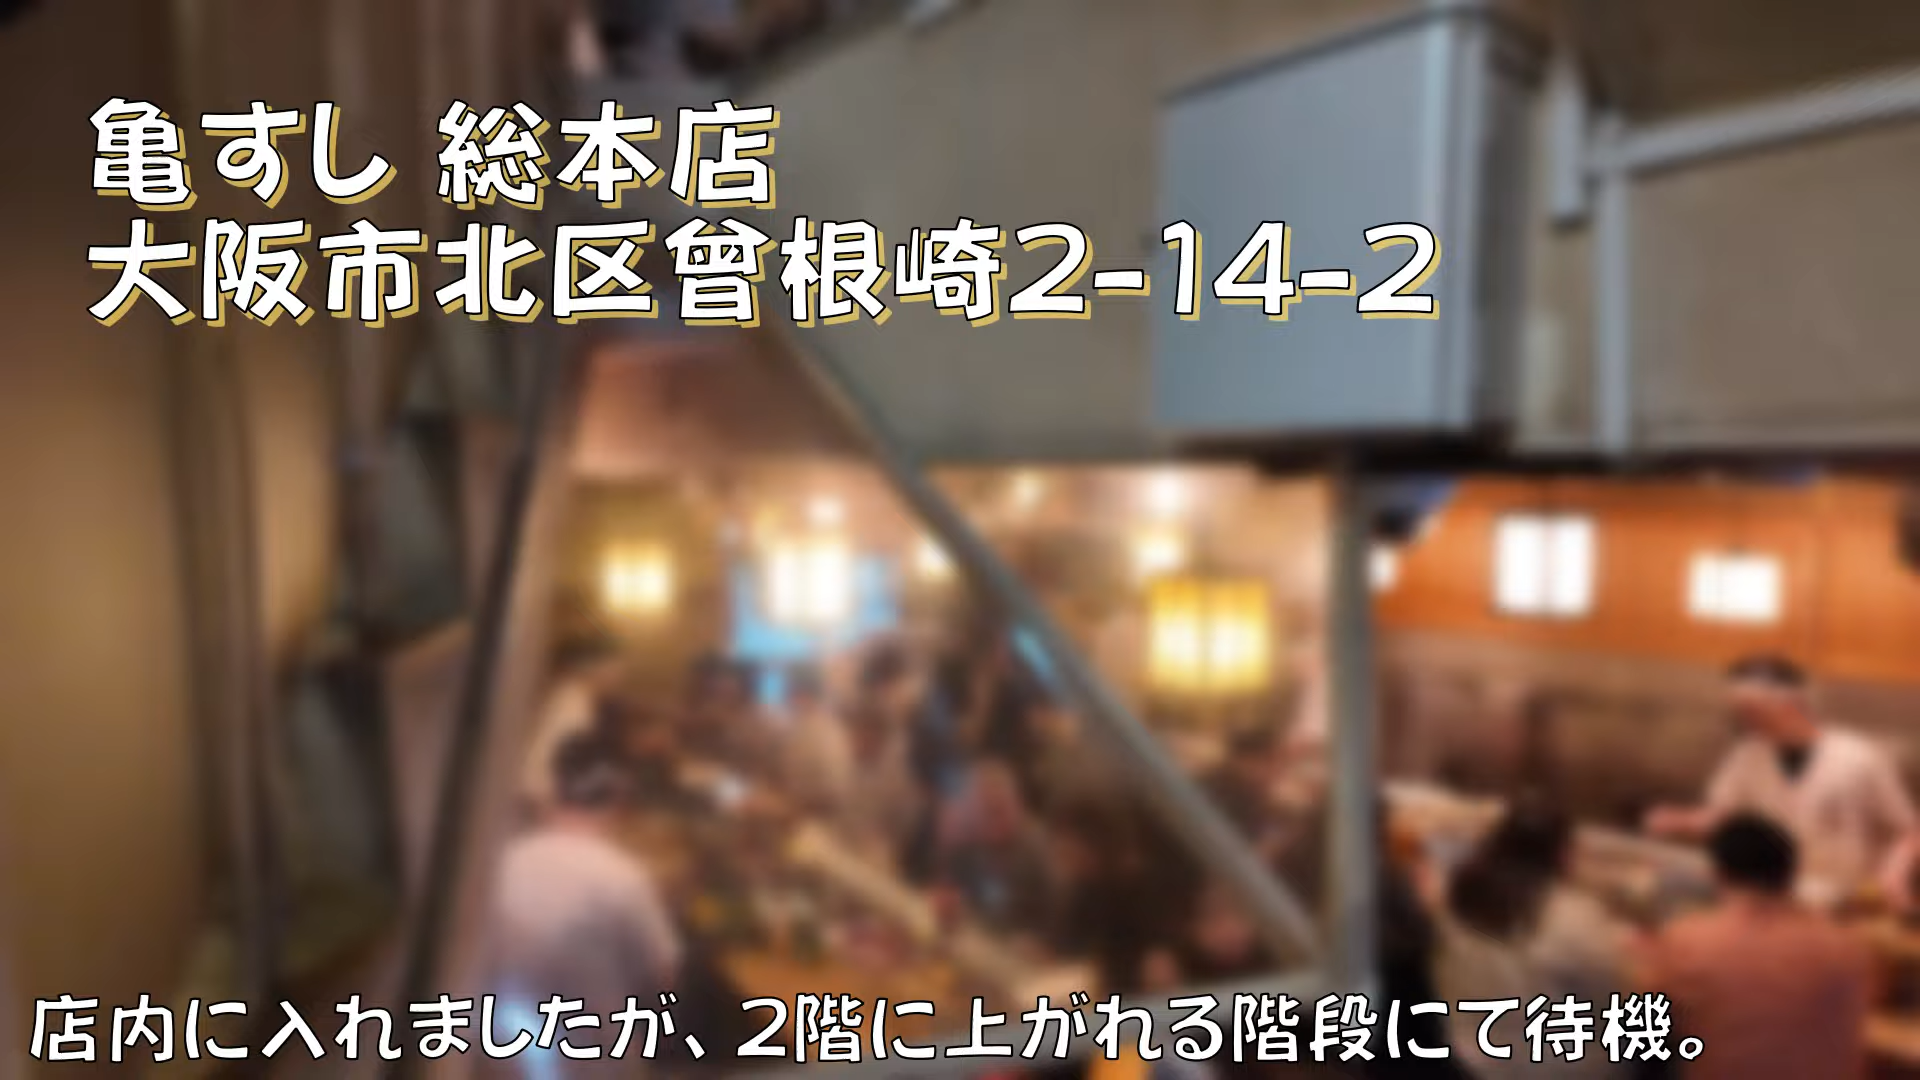 亀すし 総本店
大阪市北区曾根崎2-14-2
店内に入れましたが、2階に上がれる階段にて待機。